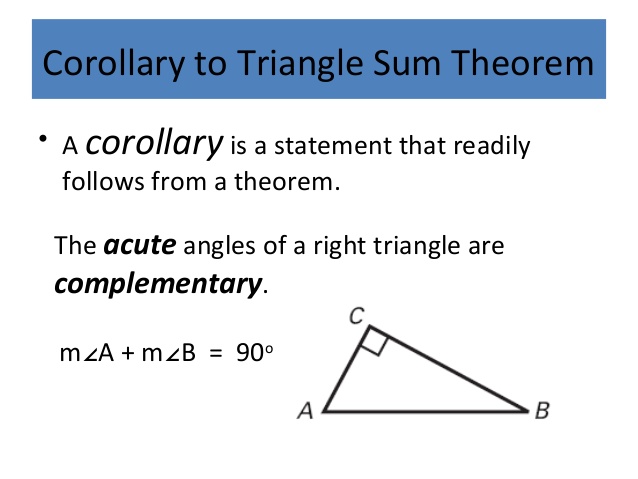 Corollary to Triangle Sum Theorem
• A corollary is a statement that readily
follows from a theorem.
The acute angles of a right triangle are
complementary.
m∠A + m∠B = 90o
C
A
B